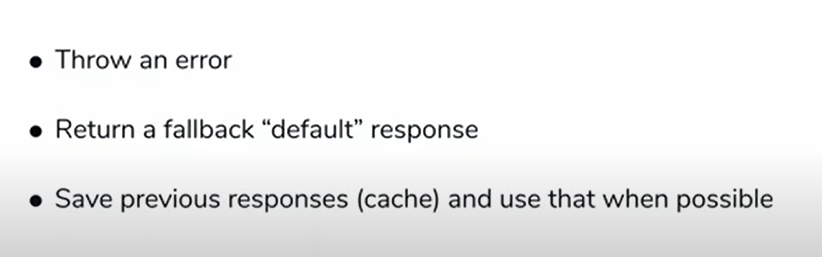 ● Throw an error
● Return a fallback “default” response
● Save previous responses (cache) and use that when possible